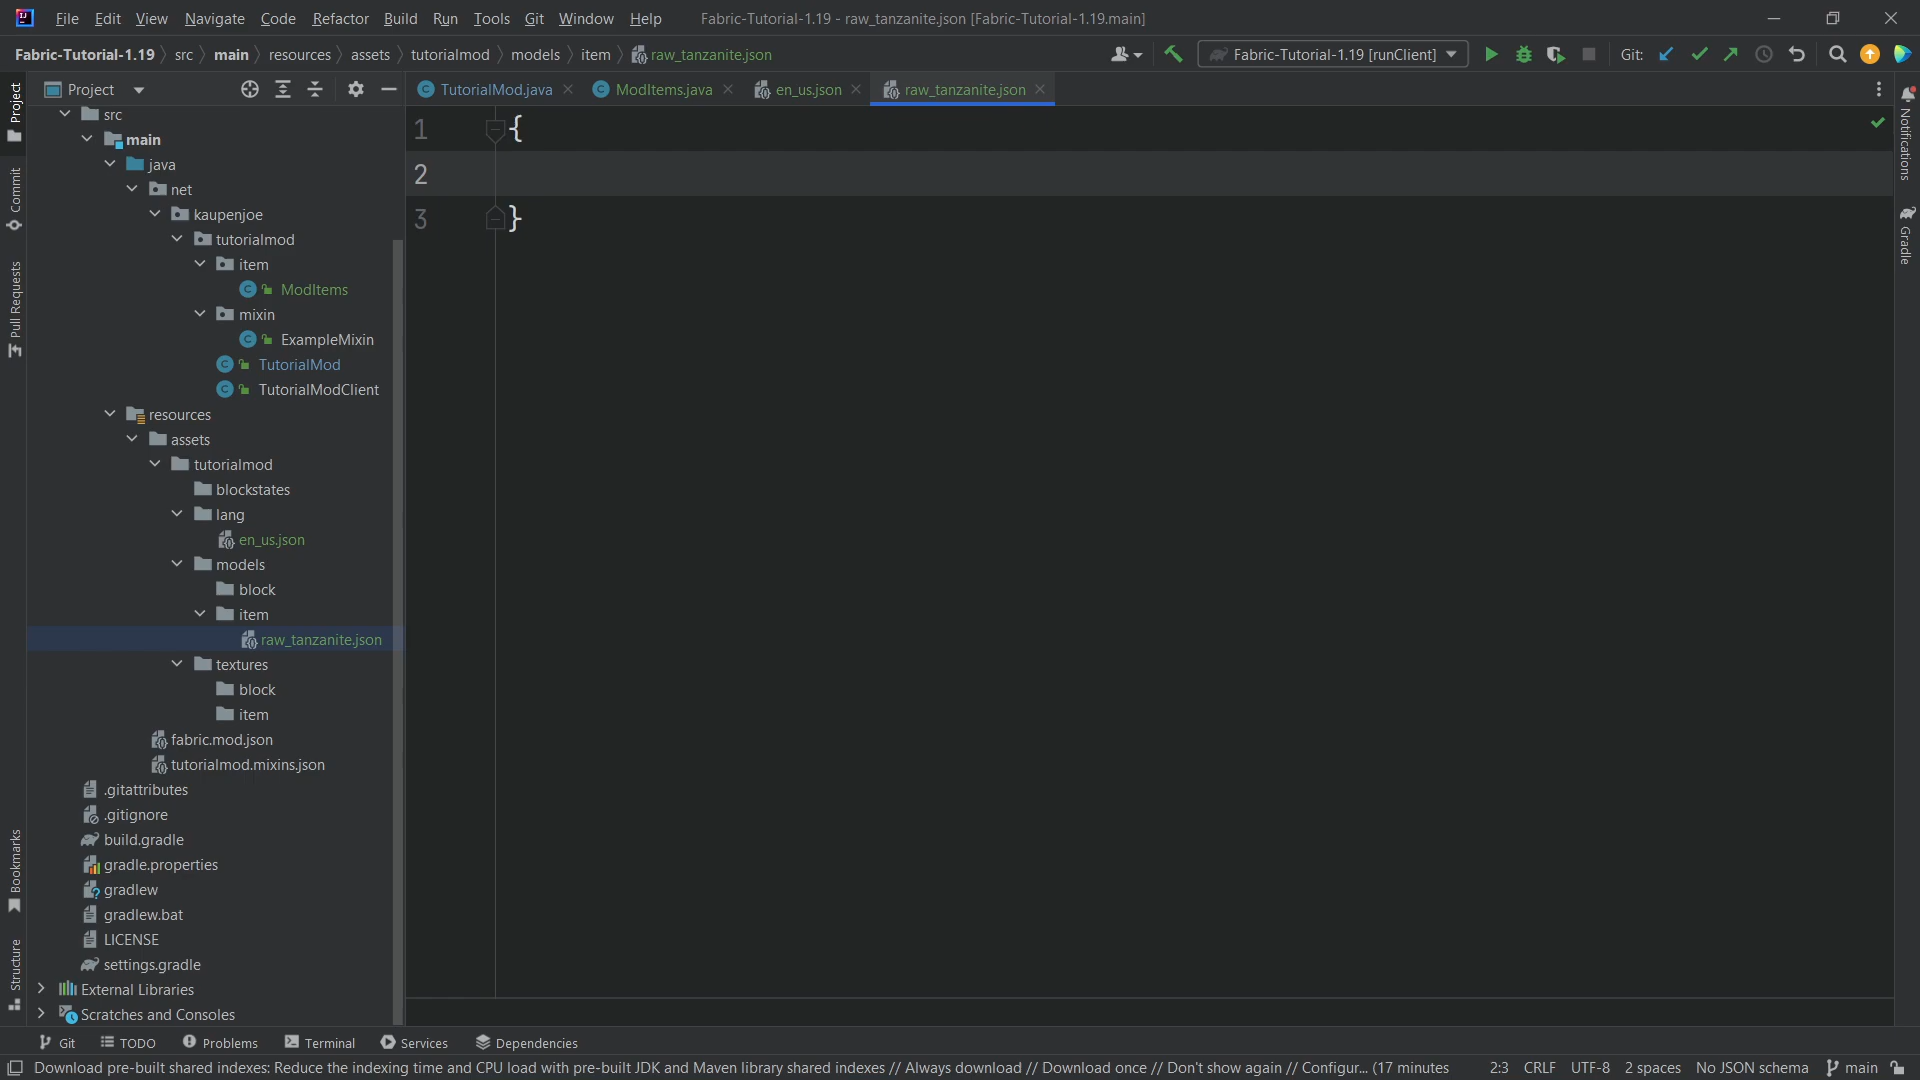 File Edit View Navigate Code Refactor Build Run Tools Git Window Help Fabric-Tutorial-1.19 - raw_tanzanite.json [Fabric-Tutorial-1.19.main]
Fabric-Tutorial-1.19 src main resources assets tutorialmod models item raw_tanzanite.json Fabric-Tutorial-1.19 [runClient] Git:
Project TutorialMod.java ModItems.java en_us.json raw_tanzanite.json
Project
Commit
Pull Requests
Bookmarks
Structure
src
main
java
net
kaupenjoe
tutorialmod
item
ModItems
mixin
ExampleMixin
TutorialMod
TutorialModClient
resources
assets
tutorialmod
blockstates
lang
en_us.json
models
block
item
raw_tanzanite.json
textures
block
item
fabric.mod.json
tutorialmod.mixins.json
.gitattributes
.gitignore
build.gradle
gradle.properties
gradlew
gradlew.bat
LICENSE
settings.gradle
External Libraries
Scratches and Consoles
1 {
2
3 }
Notifications
Gradle
Git TODO Problems Terminal Services Dependencies
Download pre-built shared indexes: Reduce the indexing time and CPU load with pre-built JDK and Maven library shared indexes // Always download // Download once // Don't show again // Configur... (17 minutes 2:3 CRLF UTF-8 2 spaces No JSON schema main